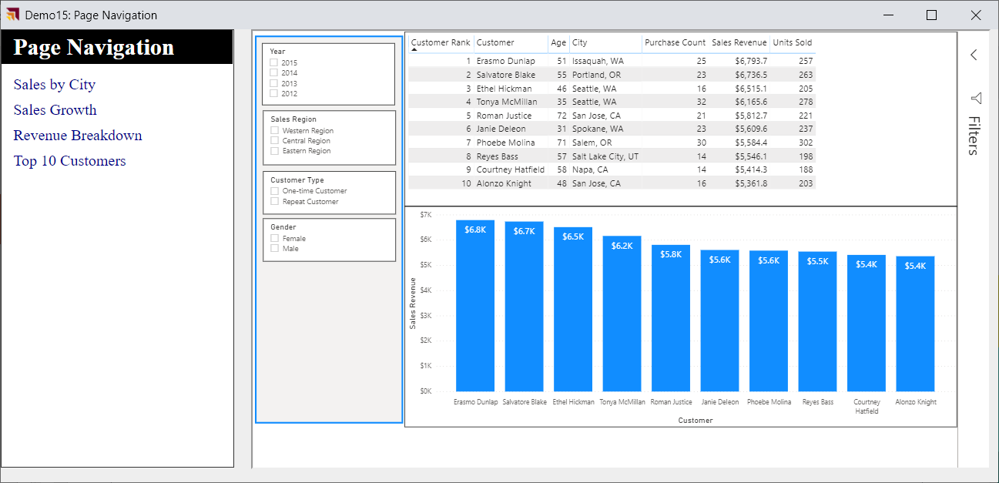 Demo15: Page Navigation
Page Navigation
Sales by City
Sales Growth
Revenue Breakdown
Top 10 Customers
Year
2015
2014
2013
2012
Sales Region
Western Region
Central Region
Eastern Region
Customer Type
One-time Customer
Repeat Customer
Gender
Female
Male
Customer Rank Customer Age City Purchase Count Sales Revenue Units Sold
1 Erasmo Dunlap 51 Issaquah, WA 25 $6,793.7 257
2 Salvatore Blake 55 Portland, OR 23 $6,736.5 263
3 Ethel Hickman 46 Seattle, WA 16 $6,515.1 205
4 Tonya McMillan 35 Seattle, WA 32 $6,165.6 278
5 Roman Justice 72 San Jose, CA 21 $5,812.7 221
6 Janie Deleon 31 Spokane, WA 23 $5,609.6 237
7 Phoebe Molina 71 Salem, OR 30 $5,584.4 302
8 Reyes Bass 57 Salt Lake City, UT 14 $5,546.1 198
9 Courtney Hatfield 58 Napa, CA 14 $5,414.3 188
10 Alonzo Knight 48 San Jose, CA 16 $5,361.8 203
Sales Revenue
$7K
$6K
$5K
$4K
$3K
$2K
$1K
$0K
$6.8K $6.7K $6.5K $6.2K $5.8K $5.6K $5.6K $5.5K $5.4K $5.4K
Erasmo Dunlap Salvatore Blake Ethel Hickman Tonya McMillan Roman Justice Janie Deleon Phoebe Molina Reyes Bass Courtney Alonzo Knight
Hatfield
Customer
Filters